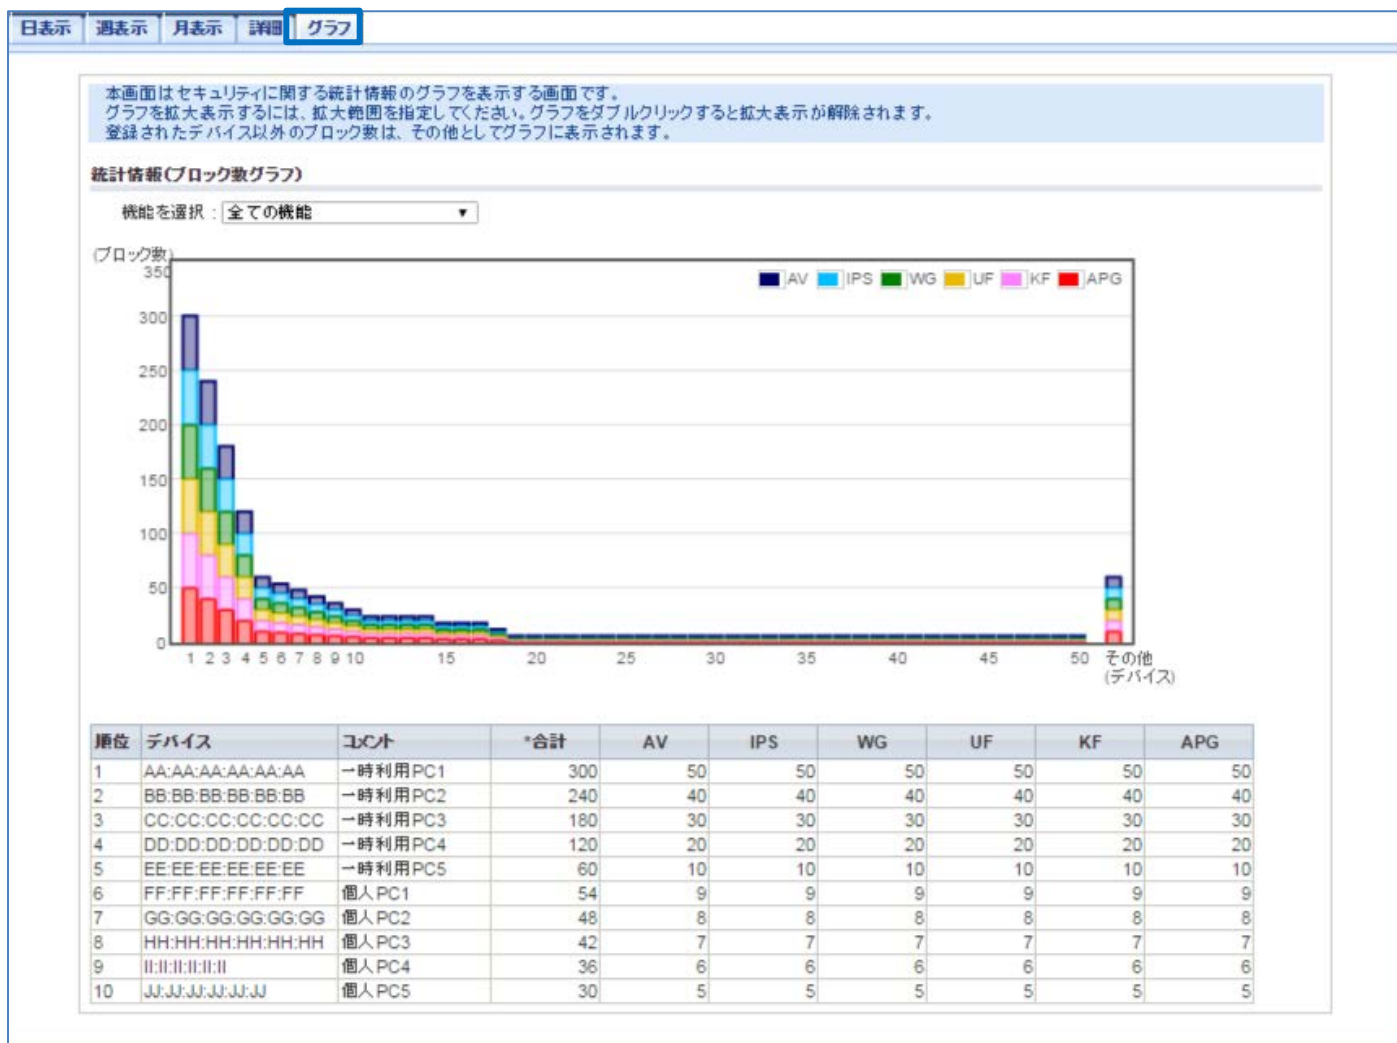 日表示 週表示 月表示 詳細 グラフ
本画面はセキュリティに関する統計情報のグラフを表示する画面です。
グラフを拡大表示するには、拡大範囲を指定してください。グラフをダブルクリックすると拡大表示が解除されます。
登録されたデバイス以外のブロック数は、その他としてグラフに表示されます。
統計情報(ブロック数グラフ)
機能を選択 : 全ての機能 ▼
(ブロック数)
350
AV IPS WG UF KF APG
300
250
200
150
100
50
0
1 2 3 4 5 6 7 8 9 10 15 20 25 30 35 40 45 50 その他
(デバイス)
順位 デバイス コメント *合計 AV IPS WG UF KF APG
1 AA:AA:AA:AA:AA:AA 一時利用PC1 300 50 50 50 50 50 50
2 BB:BB:BB:BB:BB:BB 一時利用PC2 240 40 40 40 40 40 40
3 CC:CC:CC:CC:CC:CC 一時利用PC3 180 30 30 30 30 30 30
4 DD:DD:DD:DD:DD:DD 一時利用PC4 120 20 20 20 20 20 20
5 EE:EE:EE:EE:EE:EE 一時利用PC5 60 10 10 10 10 10 10
6 FF:FF:FF:FF:FF:FF 個人PC1 54 9 9 9 9 9 9
7 GG:GG:GG:GG:GG:GG 個人PC2 48 8 8 8 8 8 8
8 HH:HH:HH:HH:HH:HH 個人PC3 42 7 7 7 7 7 7
9 II:II:II:II:II:II 個人PC4 36 6 6 6 6 6 6
10 JJ:JJ:JJ:JJ:JJ:JJ 個人PC5 30 5 5 5 5 5 5